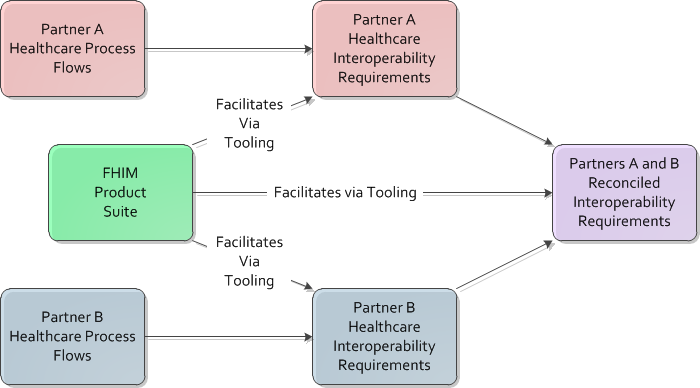 Partner A
Healthcare Process
Flows
Partner A
Healthcare
Interoperability
Requirements
Facilitates
Via
Tooling
FHIM
Product
Suite
Facilitates via Tooling
Partners A and B
Reconciled
Interoperability
Requirements
Facilitates
Via
Tooling
Partner B
Healthcare Process
Flows
Partner B
Healthcare
Interoperability
Requirements